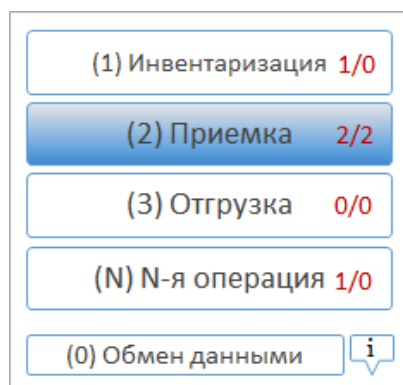 (1) Инвентаризация 1/0
(2) Приемка 2/2
(3) Отгрузка 0/0
(N) N-я операция 1/0
(0) Обмен данными i